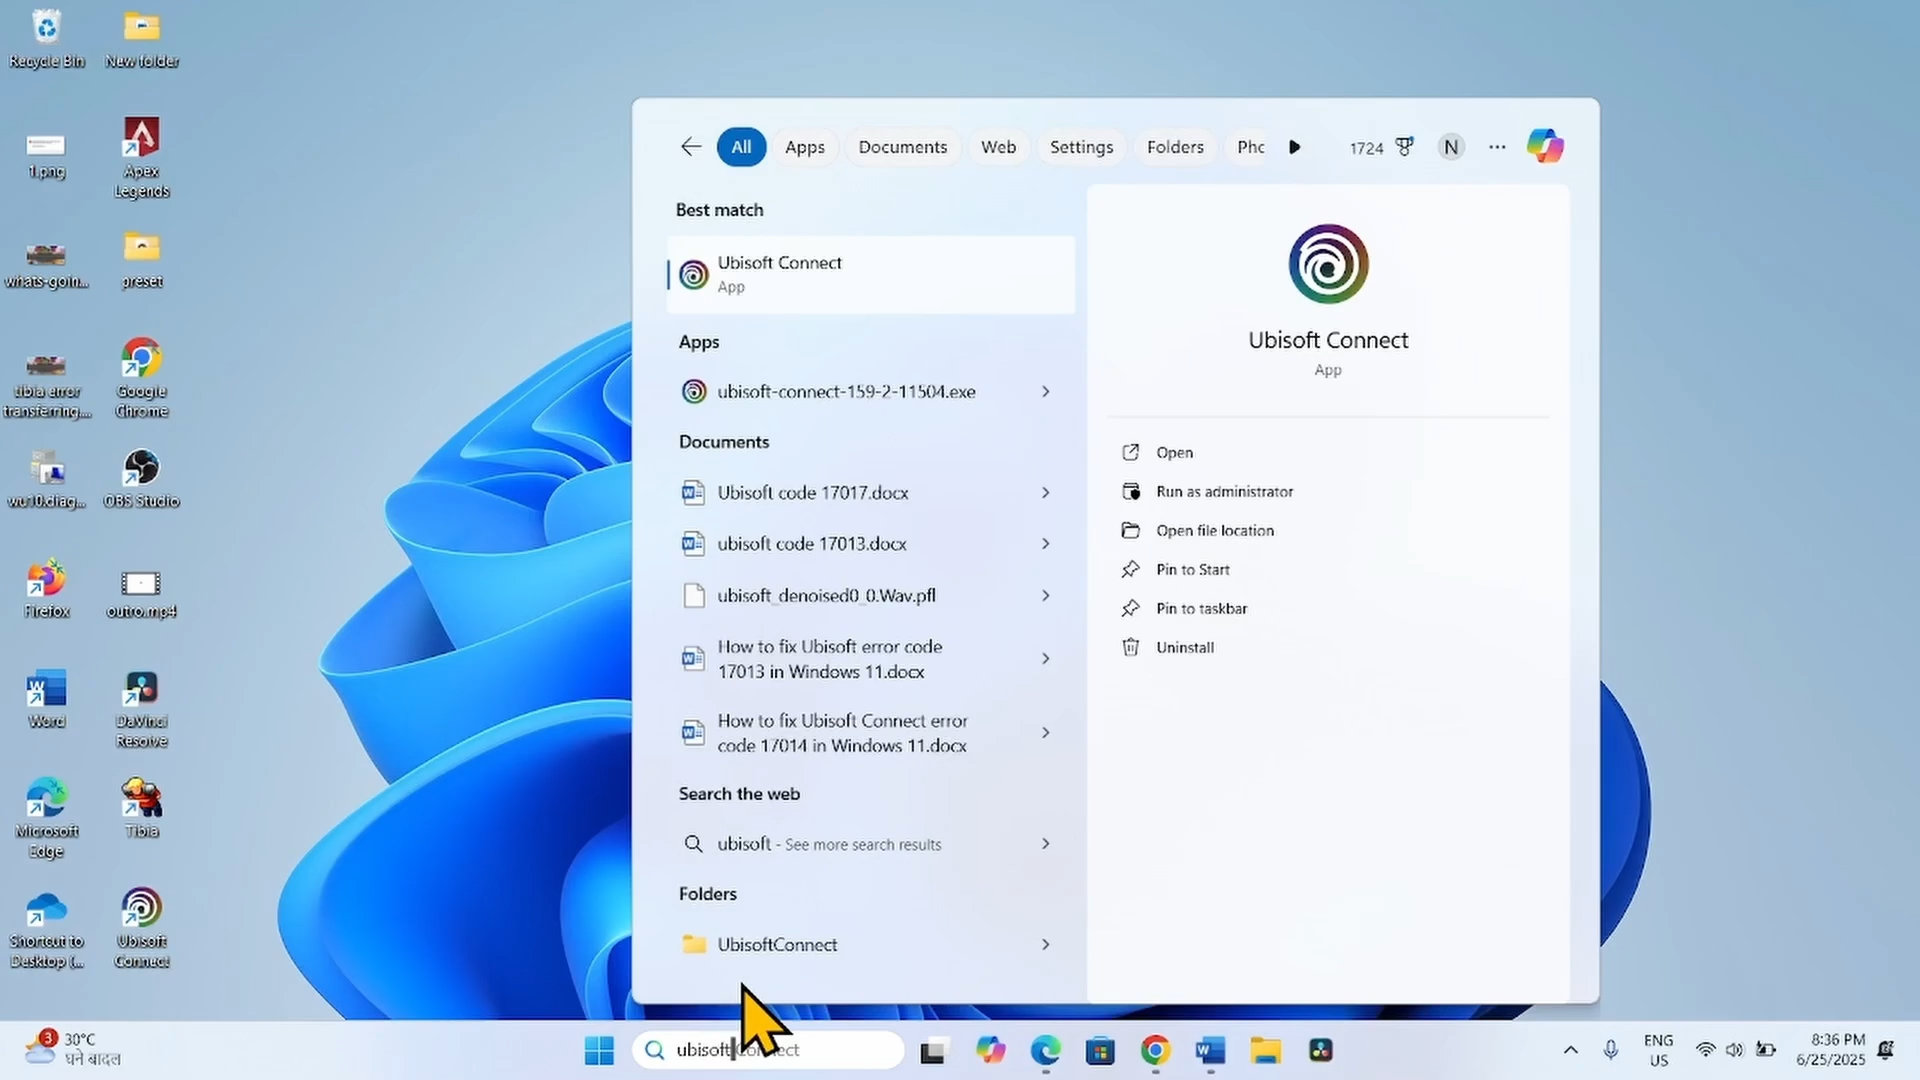 Recycle Bin
New folder
1.png
Apex
Legends
whats-goin...
preset
tibia error
transferring....
Google
Chrome
wu10.diag...
OBS Studio
Firefox
outro.mp4
Word
DaVinci
Resolve
Microsoft
Edge
Tibia
Shortcut to
Desktop (...
Ubisoft
Connect
All
Apps
Documents
Web
Settings
Folders
Phc
1724
N
Best match
Ubisoft Connect
App
Apps
ubisoft-connect-159-2-11504.exe
Documents
Ubisoft code 17017.docx
ubisoft code 17013.docx
ubisoft_denoised0_0.Wav.pfl
How to fix Ubisoft error code
17013 in Windows 11.docx
How to fix Ubisoft Connect error
code 17014 in Windows 11.docx
Search the web
ubisoft - See more search results
Folders
UbisoftConnect
Ubisoft Connect
App
Open
Run as administrator
Open file location
Pin to Start
Pin to taskbar
Uninstall
3
30°C
घने बादल
ubisoft
ENG
US
8:36 PM
6/25/2025